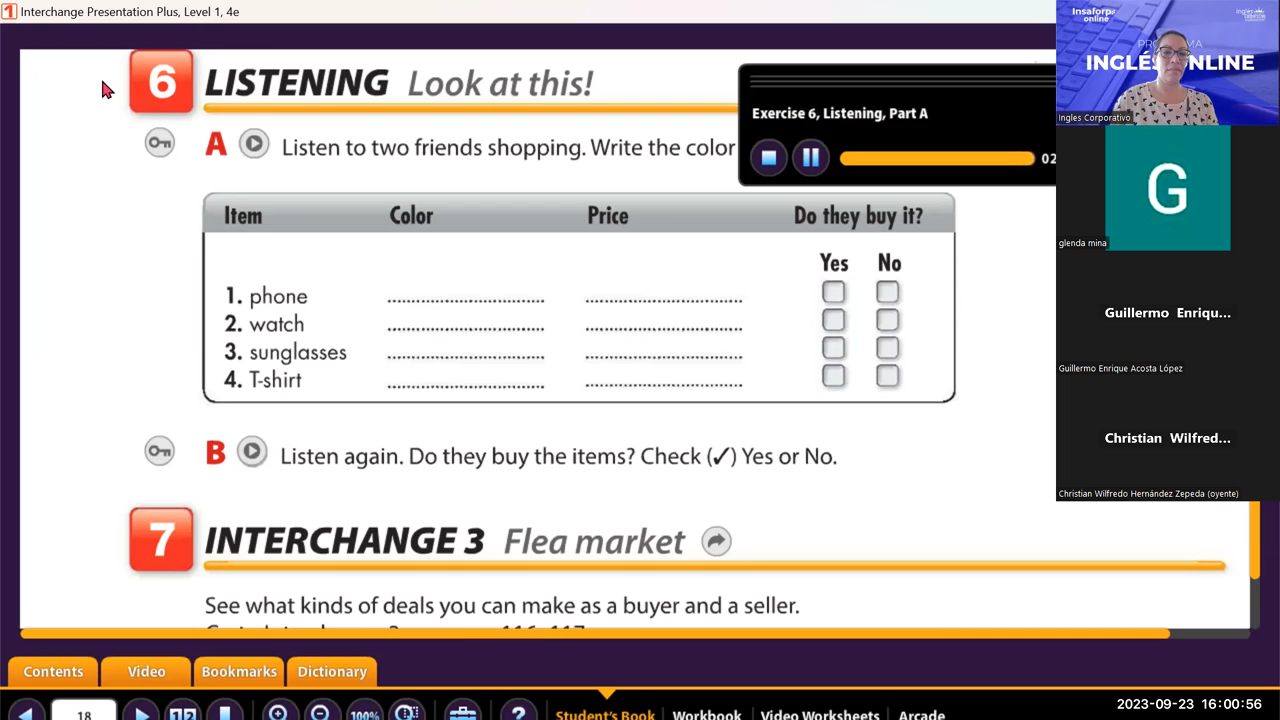 Interchange Presentation Plus, Level 1, 4e
6 LISTENING Look at this!
Exercise 6, Listening, Part A
02
A Listen to two friends shopping. Write the color
Item Color Price Do they buy it?
Yes No
1. phone
2. watch
3. sunglasses
4. T-shirt
B Listen again. Do they buy the items? Check (✓) Yes or No.
7 INTERCHANGE 3 Flea market
See what kinds of deals you can make as a buyer and a seller.
Contents Video Bookmarks Dictionary
18 1 2 100% ?
Student's Book Workbook Video Worksheets Arcade
Insaforp online
INGLÉS ONLINE
Ingles Corporativo
G
glenda mina
Guillermo Enriqu...
Guillermo Enrique Acosta López
Christian Wilfred...
Christian Wilfredo Hernández Zepeda (oyente)
2023-09-23 16:00:56